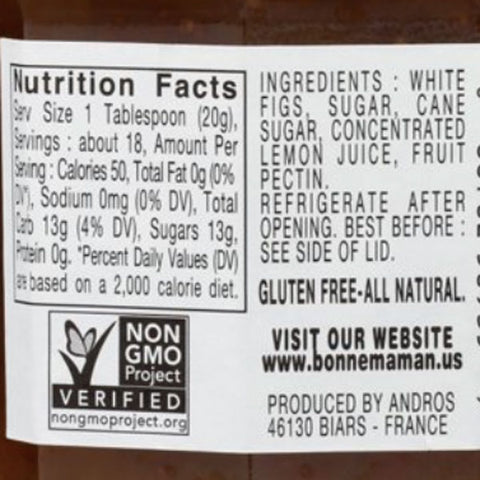 Nutrition Facts
Serv Size 1 Tablespoon (20g),
Servings : about 18, Amount Per
Serving : Calories 50, Total Fat 0g (0%
DV*), Sodium 0mg (0% DV), Total
Carb 13g (4% DV), Sugars 13g,
Protein 0g. *Percent Daily Values (DV)
are based on a 2,000 calorie diet.
NON
GMO
Project
VERIFIED
nongmoproject.org
INGREDIENTS : WHITE
FIGS, SUGAR, CANE
SUGAR, CONCENTRATED
LEMON JUICE, FRUIT
PECTIN.
REFRIGERATE AFTER
OPENING. BEST BEFORE :
SEE SIDE OF LID.
GLUTEN FREE-ALL NATURAL.
VISIT OUR WEBSITE
www.bonnemaman.us
PRODUCED BY ANDROS
46130 BIARS - FRANCE